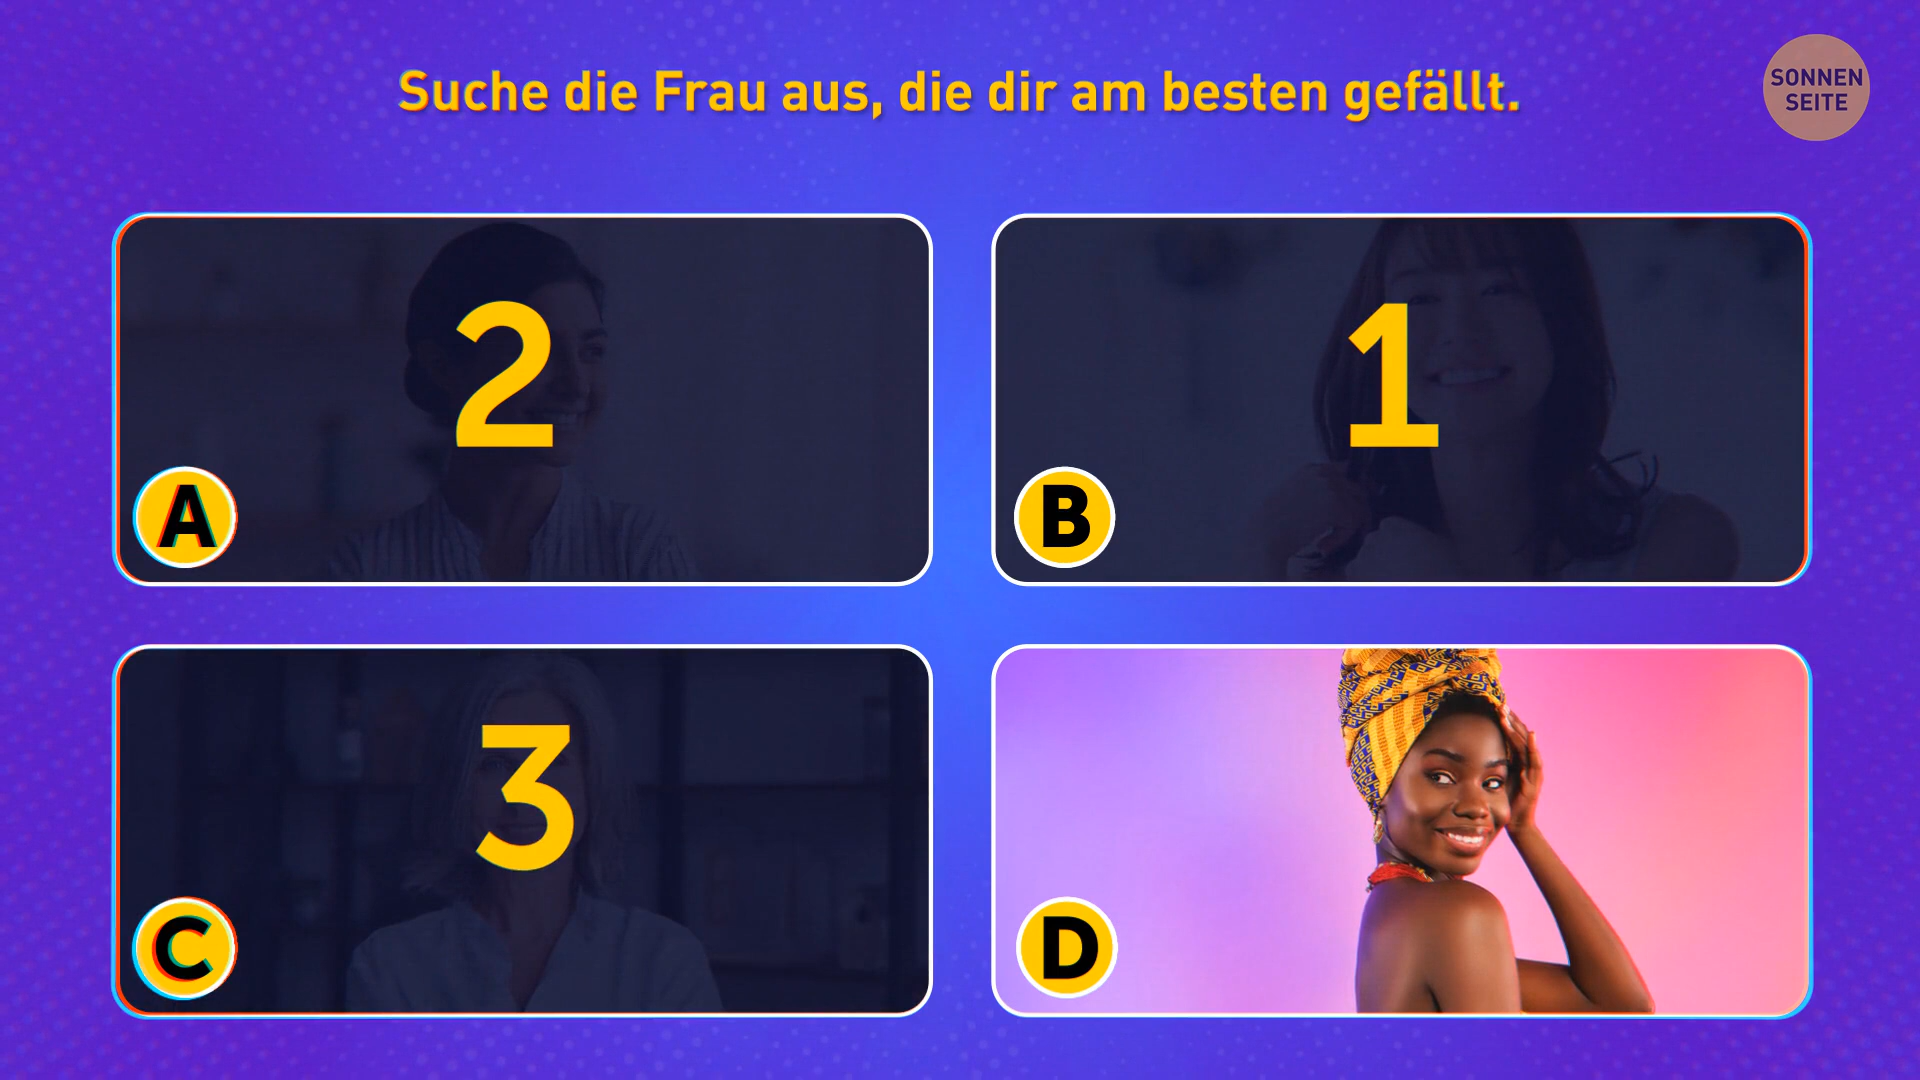 Suche die Frau aus, die dir am besten gefällt.
SONNEN
SEITE
2
A
1
B
3
C
D